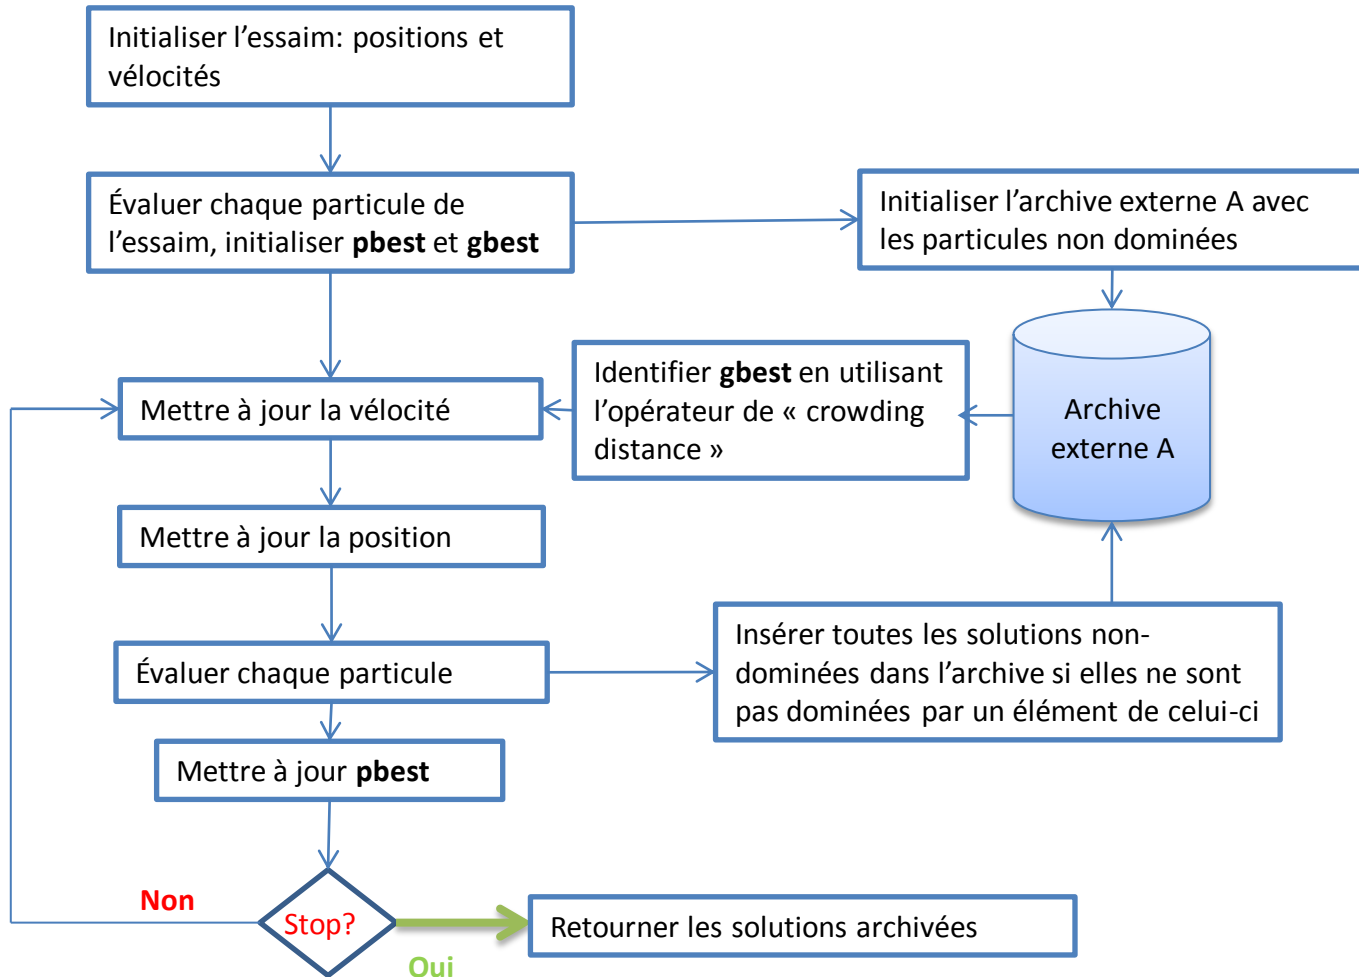 Initialiser l’essaim: positions et
vélocités
Évaluer chaque particule de
l’essaim, initialiser pbest et gbest
Initialiser l’archive externe A avec
les particules non dominées
Identifier gbest en utilisant
l’opérateur de « crowding
distance »
Archive
externe A
Mettre à jour la vélocité
Mettre à jour la position
Évaluer chaque particule
Insérer toutes les solutions non-
dominées dans l’archive si elles ne sont
pas dominées par un élément de celui-ci
Mettre à jour pbest
Non
Stop?
Oui
Retourner les solutions archivées